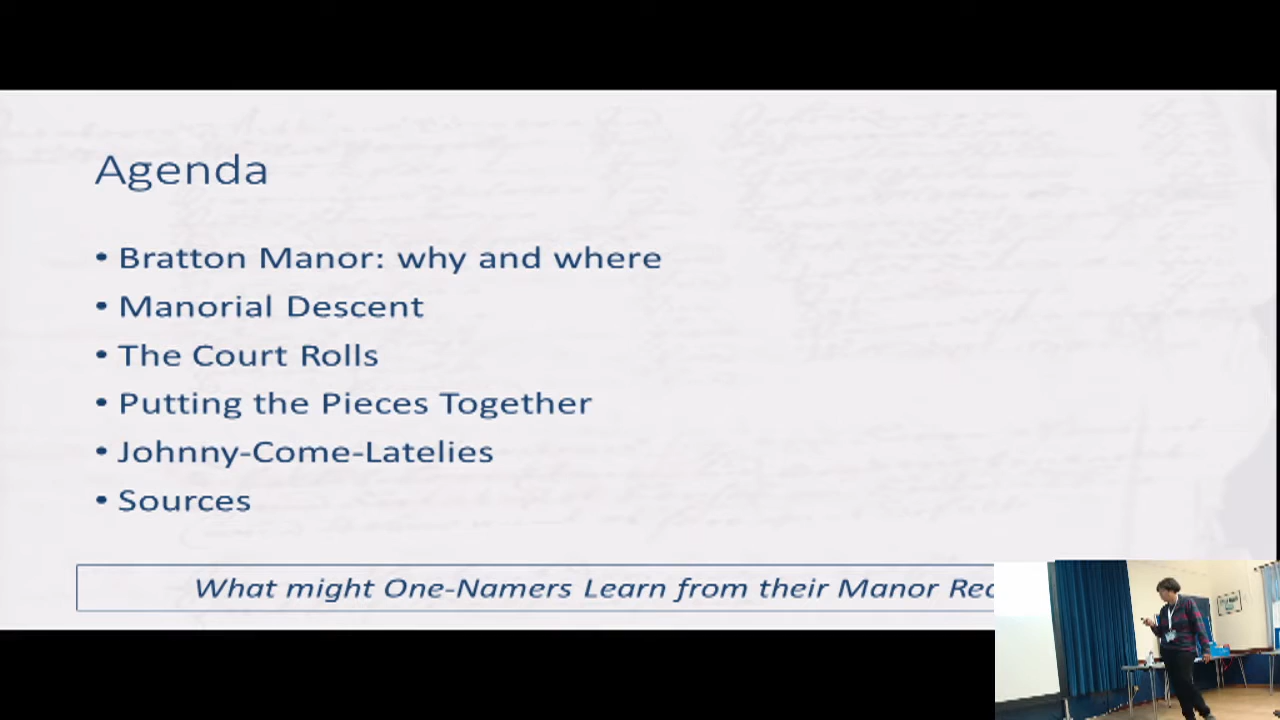 Agenda
• Bratton Manor: why and where
• Manorial Descent
• The Court Rolls
• Putting the Pieces Together
• Johnny-Come-Latelies
• Sources
What might One-Namers Learn from their Manor